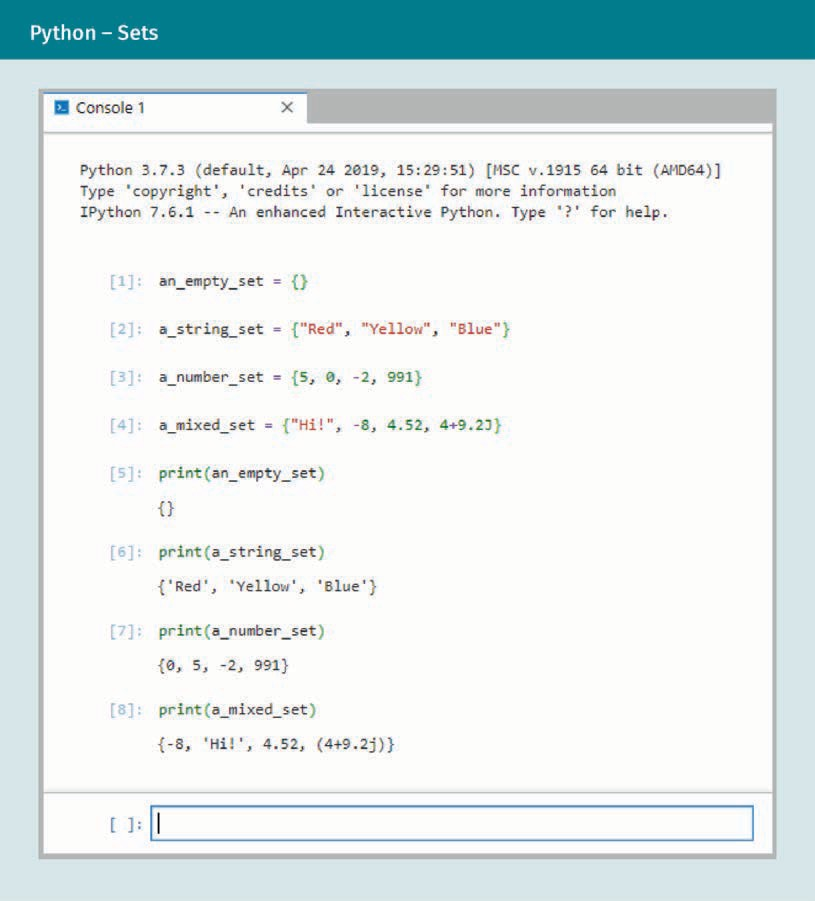 Python – Sets
Console 1
Python 3.7.3 (default, Apr 24 2019, 15:29:51) [MSC v.1915 64 bit (AMD64)]
Type 'copyright', 'credits' or 'license' for more information
IPython 7.6.1 -- An enhanced Interactive Python. Type '?' for help.
[1]: an_empty_set = {}
[2]: a_string_set = {"Red", "Yellow", "Blue"}
[3]: a_number_set = {5, 0, -2, 991}
[4]: a_mixed_set = {"Hi!", -8, 4.52, 4+9.2J}
[5]: print(an_empty_set)
{}
[6]: print(a_string_set)
{'Red', 'Yellow', 'Blue'}
[7]: print(a_number_set)
{0, 5, -2, 991}
[8]: print(a_mixed_set)
{-8, 'Hi!', 4.52, (4+9.2j)}
[ ]: